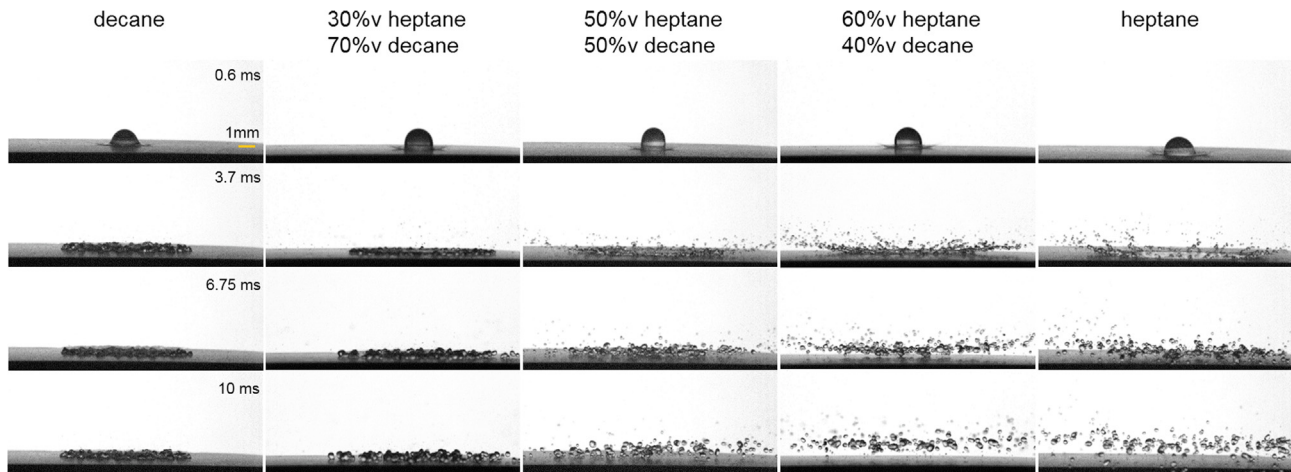 decane
30%v heptane
70%v decane
50%v heptane
50%v decane
60%v heptane
40%v decane
heptane
0.6 ms
1mm
3.7 ms
6.75 ms
10 ms